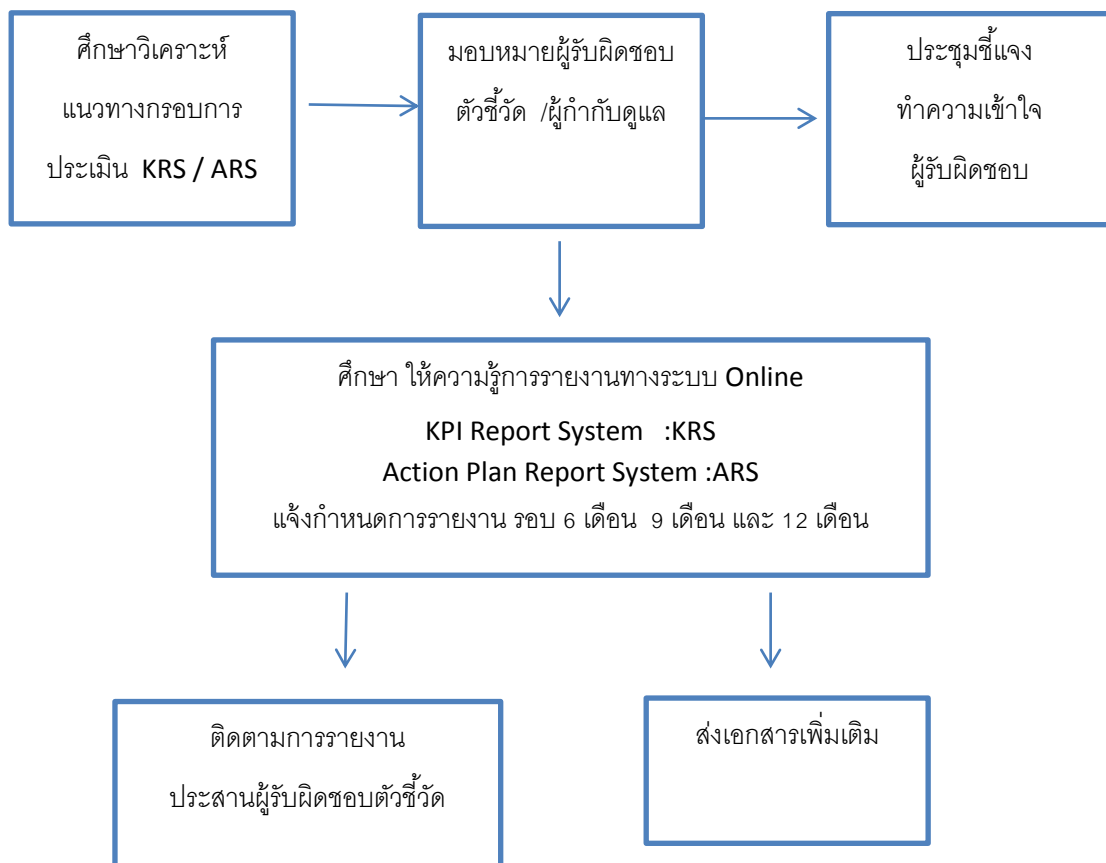 ศึกษาวิเคราะห์
แนวทางกรอบการ
ประเมิน KRS / ARS
มอบหมายผู้รับผิดชอบ
ตัวชี้วัด /ผู้กำกับดูแล
ประชุมชี้แจง
ทำความเข้าใจ
ผู้รับผิดชอบ
ศึกษา ให้ความรู้การรายงานทางระบบ Online
KPI Report System :KRS
Action Plan Report System :ARS
แจ้งกำหนดการรายงาน รอบ 6 เดือน 9 เดือน และ 12 เดือน
ติดตามการรายงาน
ประสานผู้รับผิดชอบตัวชี้วัด
ส่งเอกสารเพิ่มเติม